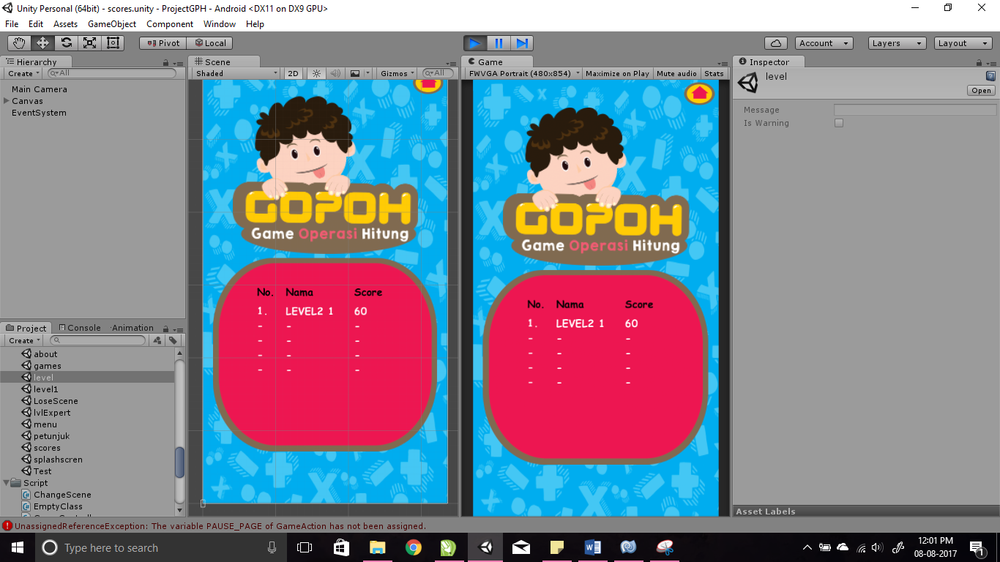 Unity Personal (64bit) - scores.unity - ProjectGPH - Android <DX11 on DX9 GPU>
File Edit Assets GameObject Component Window Help
Pivot Local Account Layers Layout
Hierarchy
Create All
Main Camera
Canvas
EventSystem
Project Console Animation
Create
about
games
level
level1
LoseScene
lvlExpert
menu
petunjuk
scores
splashscren
Test
Script
ChangeScene
EmptyClass
Scene
Shaded 2D Gizmos All
GOPOH
Game Operasi Hitung
No. Nama Score
1. LEVEL2 1 60
- - -
- - -
- - -
- - -
Game
FWVGA Portrait (480x854) Maximize on Play Mute audio Stats
GOPOH
Game Operasi Hitung
No. Nama Score
1. LEVEL2 1 60
- - -
- - -
- - -
- - -
Inspector
level
Open
Message
Is Warning
Asset Labels
UnassignedReferenceException: The variable PAUSE_PAGE of GameAction has not been assigned.
Type here to search
12:01 PM
08-08-2017
1